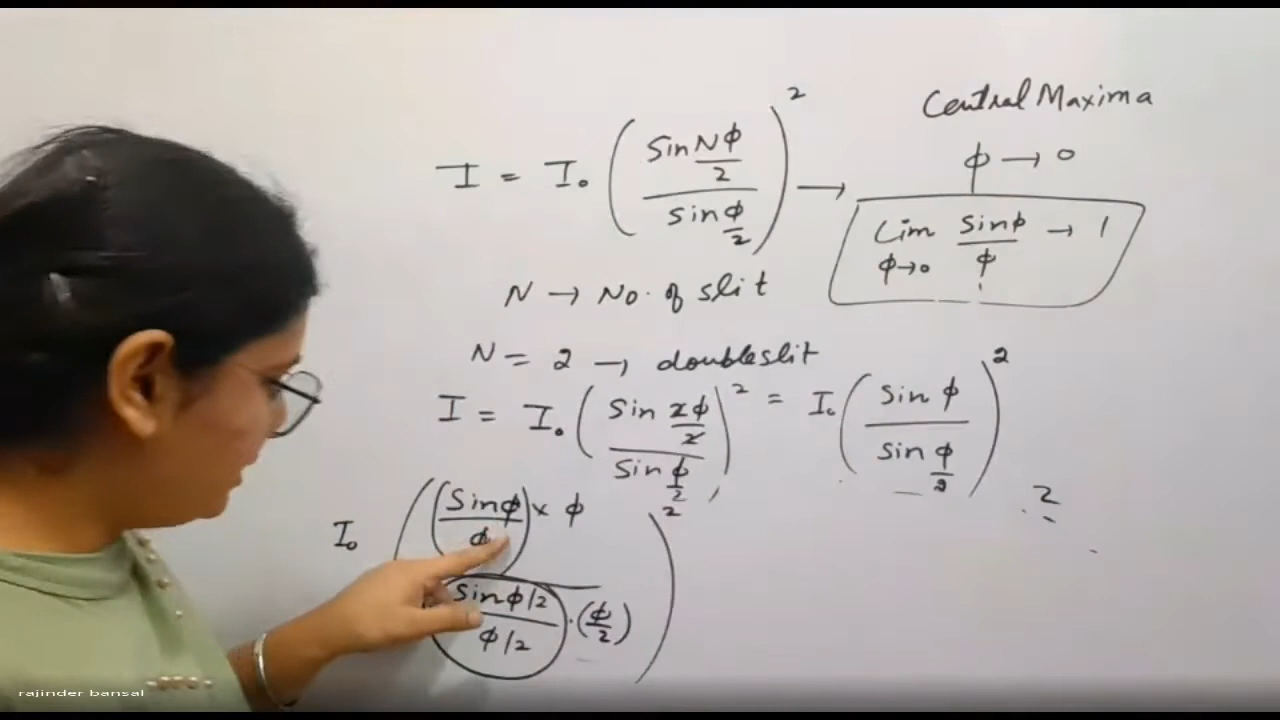 Central Maxima
I = I₀ (sin Nϕ/2 / sin ϕ/2)² → ϕ → 0
Lim ϕ→0 sinϕ/ϕ → 1
N → No. of slit
N = 2 → doubleslit
I = I₀ (sin 2ϕ/2 / sin ϕ/2)² = I₀ (sin ϕ / sin ϕ/2)²
I₀ ((sinϕ/ϕ) × ϕ / (sinϕ/2 / ϕ/2) · (ϕ/2))²
2
rajinder bansal